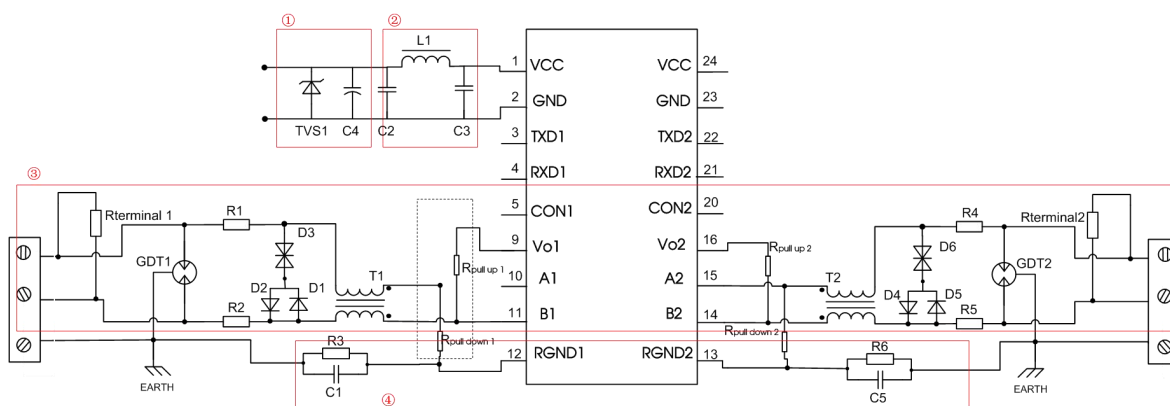 ① ②
L1
TVS1 C4 C2 C3
1 VCC VCC 24
2 GND GND 23
3 TXD1 TXD2 22
4 RXD1 RXD2 21
③
5 CON1 CON2 20
Rterminal 1 R1 R4 Rterminal2
9 Vo1 Vo2 16
D3 Rpull up 1 Rpull up 2 D6
GDT1 GDT2
10 A1 A2 15
T1 T2
D2 D1 D4 D5
R2 R5
11 B1 B2 14
Rpull down 1 Rpull down 2
R3 R6
12 RGND1 RGND2 13
EARTH C1 C5 EARTH
④